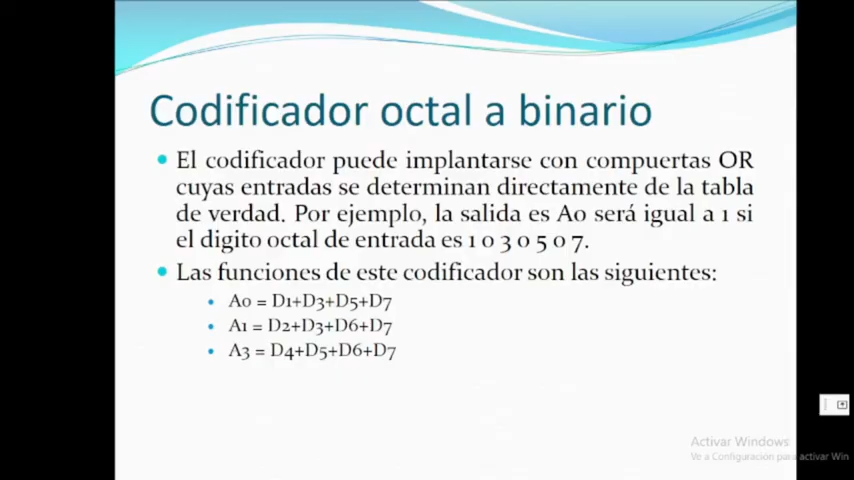 Codificador octal a binario
El codificador puede implantarse con compuertas OR
cuyas entradas se determinan directamente de la tabla
de verdad. Por ejemplo, la salida es A0 será igual a 1 si
el digito octal de entrada es 1 o 3 o 5 o 7.
Las funciones de este codificador son las siguientes:
A0 = D1+D3+D5+D7
A1 = D2+D3+D6+D7
A3 = D4+D5+D6+D7
Activar Windows
Ve a Configuración para activar Win